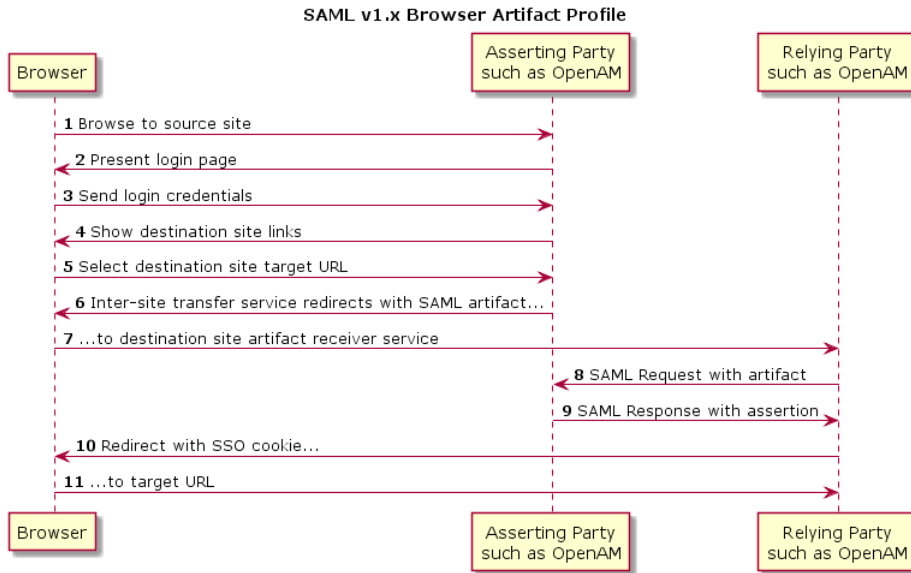 SAML v1.x Browser Artifact Profile
Browser
Asserting Party
such as OpenAM
Relying Party
such as OpenAM
1 Browse to source site
2 Present login page
3 Send login credentials
4 Show destination site links
5 Select destination site target URL
6 Inter-site transfer service redirects with SAML artifact...
7 ...to destination site artifact receiver service
8 SAML Request with artifact
9 SAML Response with assertion
10 Redirect with SSO cookie...
11 ...to target URL
Browser
Asserting Party
such as OpenAM
Relying Party
such as OpenAM